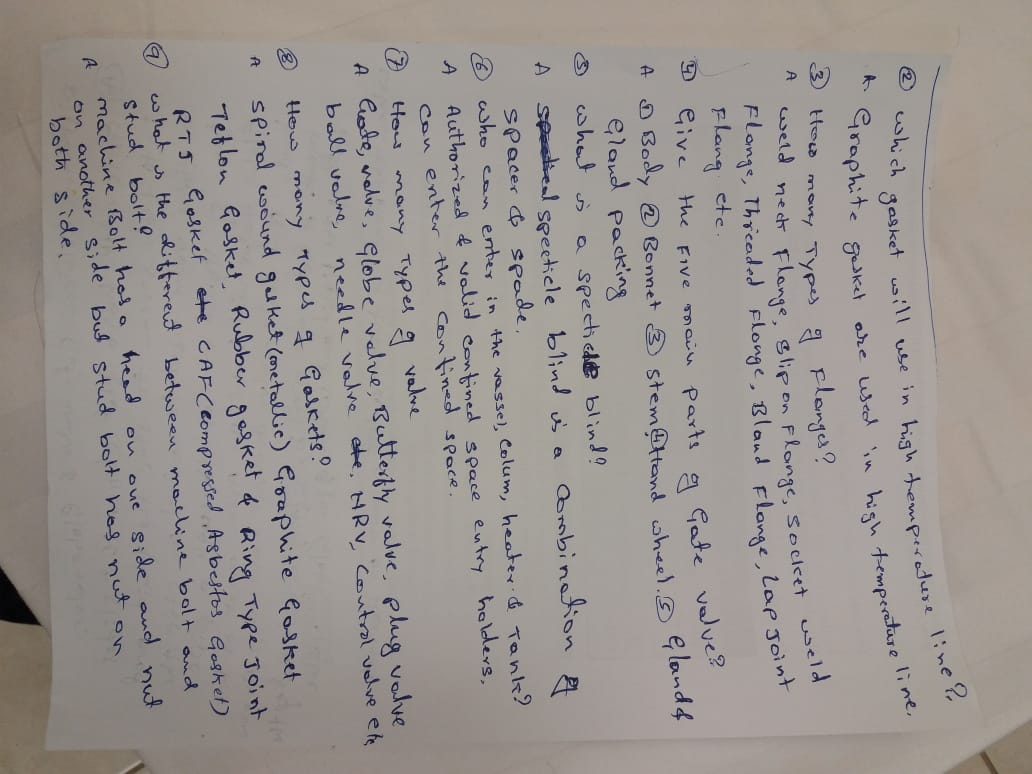 ② Which gasket will use in high temperature line?
A Graphite gasket are used in high temperature line.
③ How many Types of Flanges?
A weld neck Flange, Slip on Flange, Socket weld
Flange, Thrieded Flange, Bland Flange, Lap Joint
Flang etc.
④ Give the Five main parts of Gate valve?
A ① Body ② Bonnet ③ Stem ④ Hand wheel. ⑤ Gland &
Gland packing
⑤ what is a specticle blind?
A specticle blind is a combination of
Spacer & Spade.
⑥ who can enter in the vassel, Colum, heater & Tank?
A Authorized & valid confined space entry holders,
can enter the confined space.
⑦ How many Types of valve
A Gate, valve, Globe valve, Butterfly valve, plug valve
ball valve, needle valve, NRV, Control valve etc
⑧ How many Types of Gaskets?
A Spiral wound gasket (metallic) Graphite Gasket
Teflon Gasket, Rubber gasket & Ring Type Joint
RTJ Gasket CAF (Compressed Asbestos Gasket)
⑨ what is the different between machine bolt and
stud bolt?
A machine Bolt has a head on one side and nut
on another side but stud bolt has nut on
both side.